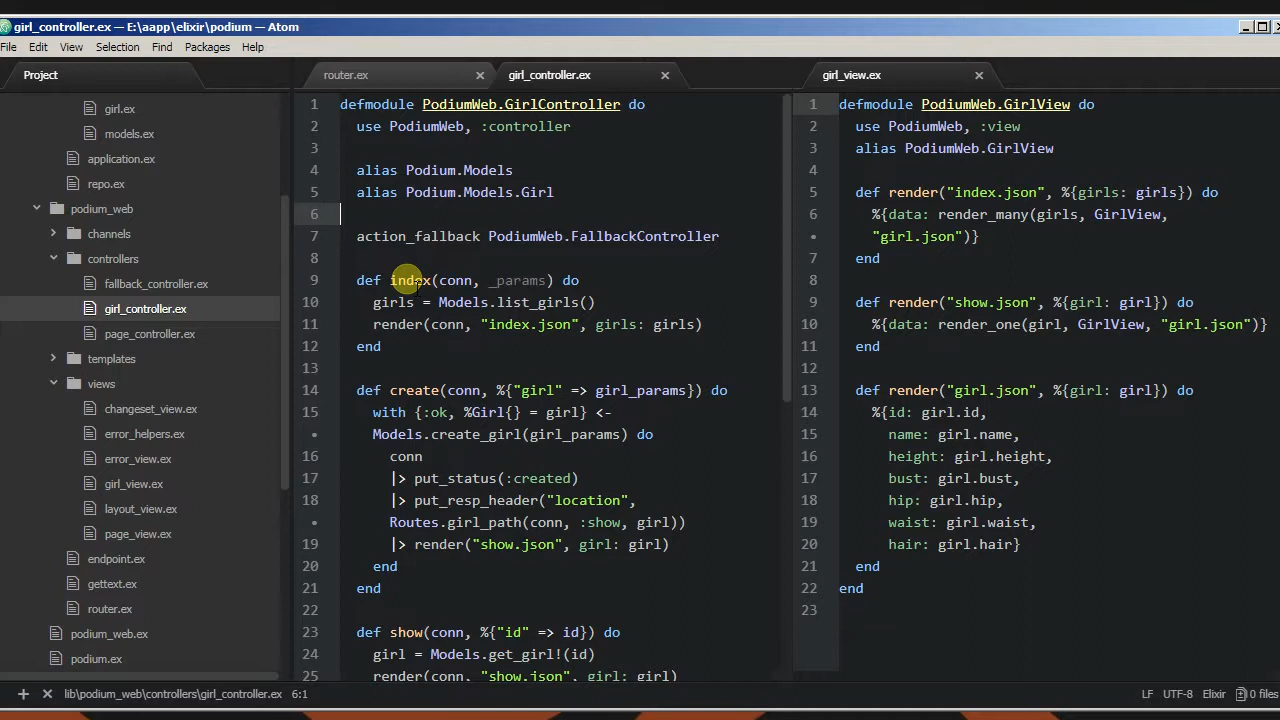 girl_controller.ex — E:\aapp\elixir\podium — Atom
File Edit View Selection Find Packages Help
Project
girl.ex
models.ex
application.ex
repo.ex
podium_web
channels
controllers
fallback_controller.ex
girl_controller.ex
page_controller.ex
templates
views
changeset_view.ex
error_helpers.ex
error_view.ex
girl_view.ex
layout_view.ex
page_view.ex
endpoint.ex
gettext.ex
router.ex
podium_web.ex
podium.ex
router.ex × girl_controller.ex ×
1 defmodule PodiumWeb.GirlController do
2 use PodiumWeb, :controller
3
4 alias Podium.Models
5 alias Podium.Models.Girl
6
7 action_fallback PodiumWeb.FallbackController
8
9 def index(conn, _params) do
10 girls = Models.list_girls()
11 render(conn, "index.json", girls: girls)
12 end
13
14 def create(conn, %{"girl" => girl_params}) do
15 with {:ok, %Girl{} = girl} <-
• Models.create_girl(girl_params) do
16 conn
17 |> put_status(:created)
18 |> put_resp_header("location",
• Routes.girl_path(conn, :show, girl))
19 |> render("show.json", girl: girl)
20 end
21 end
22
23 def show(conn, %{"id" => id}) do
24 girl = Models.get_girl!(id)
25 render(conn, "show.json", girl: girl)
girl_view.ex ×
1 defmodule PodiumWeb.GirlView do
2 use PodiumWeb, :view
3 alias PodiumWeb.GirlView
4
5 def render("index.json", %{girls: girls}) do
6 %{data: render_many(girls, GirlView,
• "girl.json")}
7 end
8
9 def render("show.json", %{girl: girl}) do
10 %{data: render_one(girl, GirlView, "girl.json")}
11 end
12
13 def render("girl.json", %{girl: girl}) do
14 %{id: girl.id,
15 name: girl.name,
16 height: girl.height,
17 bust: girl.bust,
18 hip: girl.hip,
19 waist: girl.waist,
20 hair: girl.hair}
21 end
22 end
23
+ × lib\podium_web\controllers\girl_controller.ex 6:1 LF UTF-8 Elixir 0 files